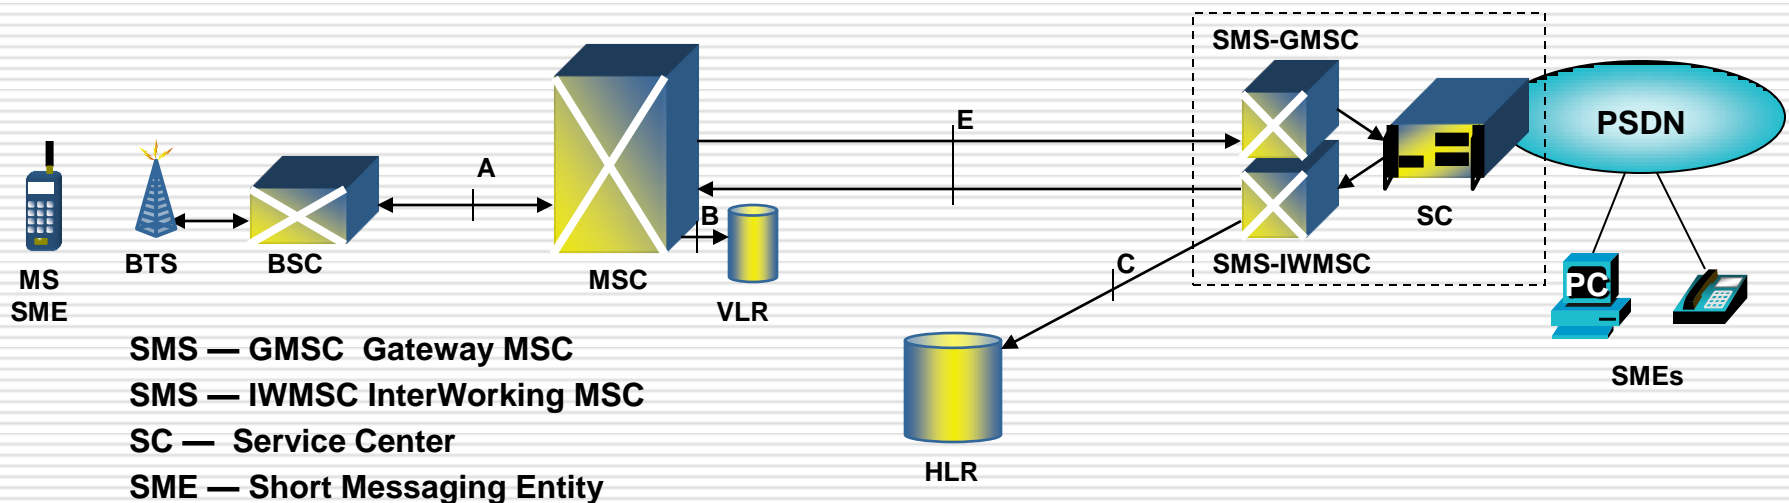 SMS-GMSC
E
PSDN
A
SC
B
BTS
BSC
MSC
SMS-IWMSC
C
MS
SME
PC
VLR
SMS — GMSC  Gateway MSC
SMS — IWMSC InterWorking MSC
SMEs
SC —  Service Center
HLR
SME — Short Messaging Entity